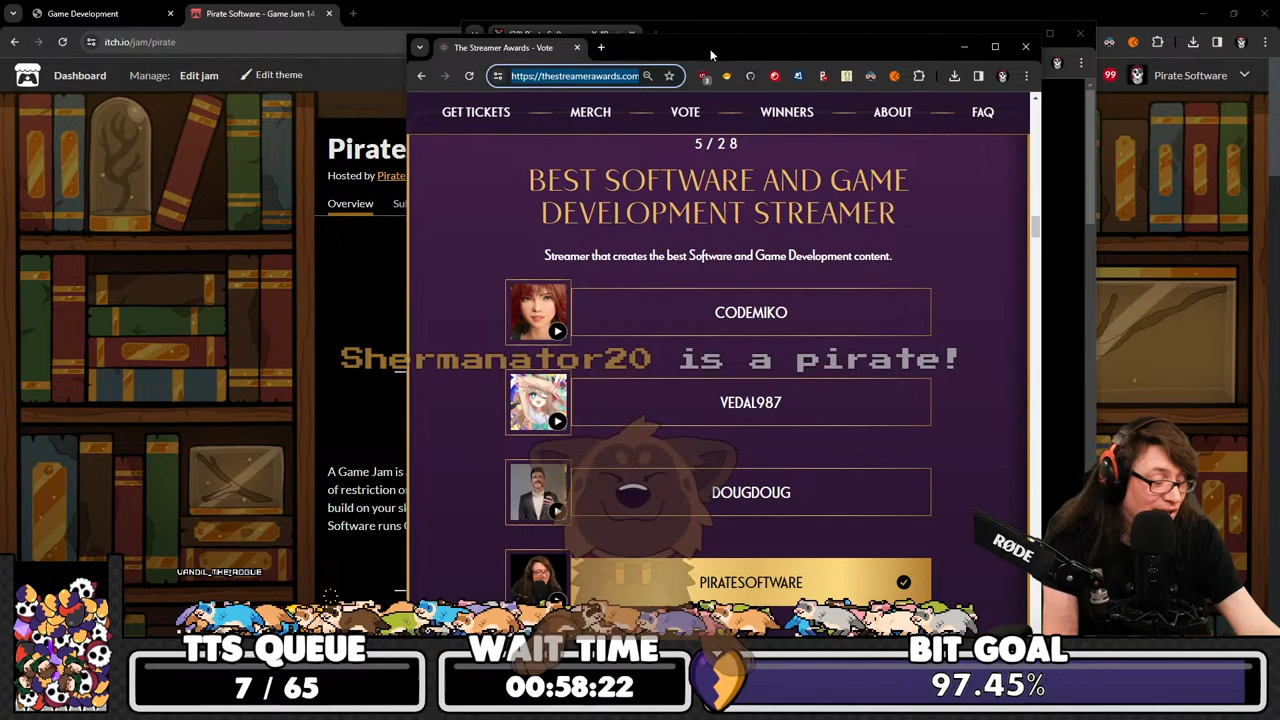 Game Development
Pirate Software - Game Jam 14
itch.io/jam/pirate
Dashboard
Manage: Edit jam
Edit theme
Pirate
Hosted by Pirate
Overview
A Game Jam is
of restriction
build on your
Software runs
The Streamer Awards - Vote
https://thestreamerawards.com
99
Pirate Software
GET TICKETS
MERCH
VOTE
WINNERS
ABOUT
FAQ
5 / 28
BEST SOFTWARE AND GAME
DEVELOPMENT STREAMER
Streamer that creates the best Software and Game Development content.
CODEMIKO
Shermanator20 is a pirate!
VEDAL987
DOUGDOUG
PIRATESOFTWARE
RØDE
VANDIL_THE_ROGUE
TTS QUEUE
7 / 65
WAIT TIME
00:58:22
BIT GOAL
97.45%